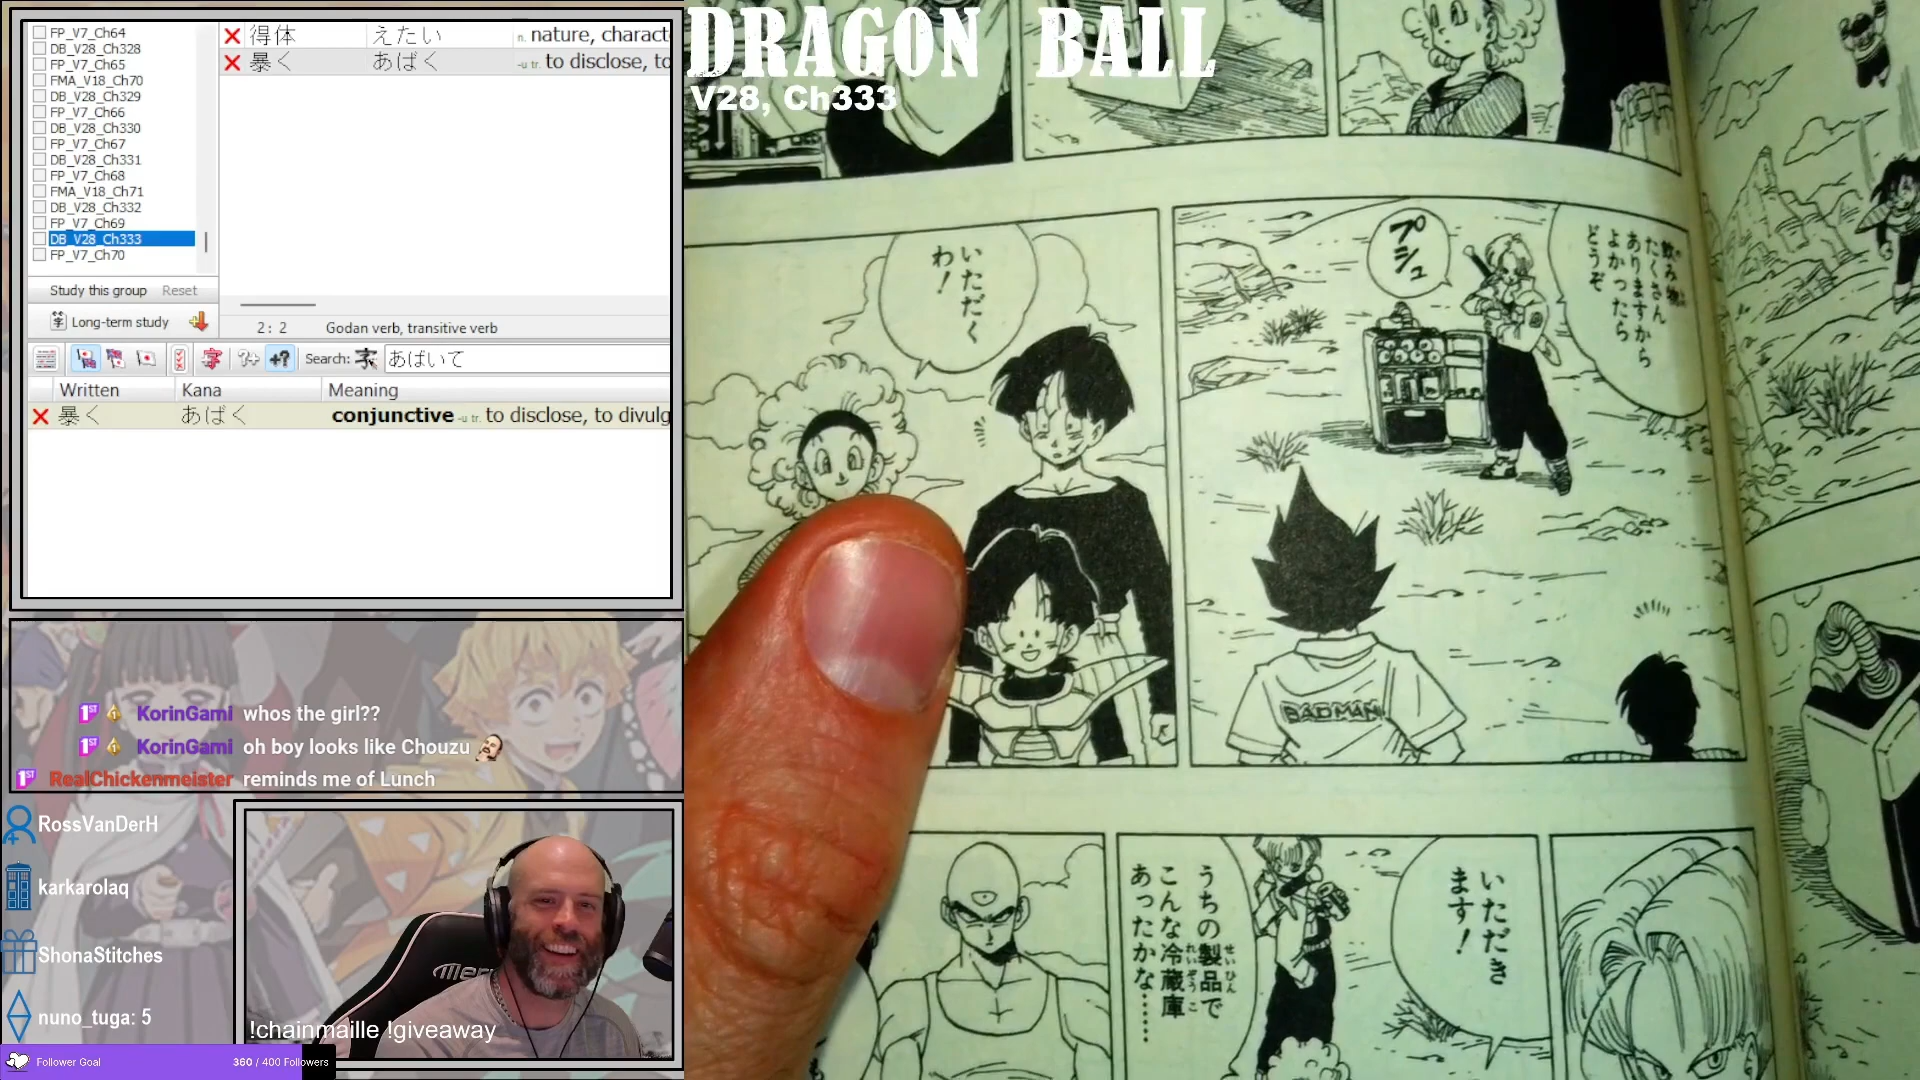 FP_V7_Ch64
DB_V28_Ch328
FP_V7_Ch65
FMA_V18_Ch70
DB_V28_Ch329
FP_V7_Ch66
DB_V28_Ch330
FP_V7_Ch67
DB_V28_Ch331
FP_V7_Ch68
FMA_V18_Ch71
DB_V28_Ch332
FP_V7_Ch69
DB_V28_Ch333
FP_V7_Ch70
Study this group Reset
Long-term study
得体 えたい n. nature, charact
暴く あばく -u tr. to disclose, to
2: 2 Godan verb, transitive verb
Search: あばいて
Written Kana Meaning
暴く あばく conjunctive -u tr. to disclose, to divulg
KorinGami whos the girl??
KorinGami oh boy looks like Chouzu
RealChickenmeister reminds me of Lunch
RossVanDerH
karkarolaq
ShonaStitches
nuno_tuga: 5
!chainmaille !giveaway
Follower Goal 360 / 400 Followers
DRAGON BALL
V28, Ch333
飲み物
たくさん
ありますから
よかったら
どうぞ
プシュ
BADMAN
いただく
わ!
いただき
ます!
うちの製品で
こんな冷蔵庫
あったかな……